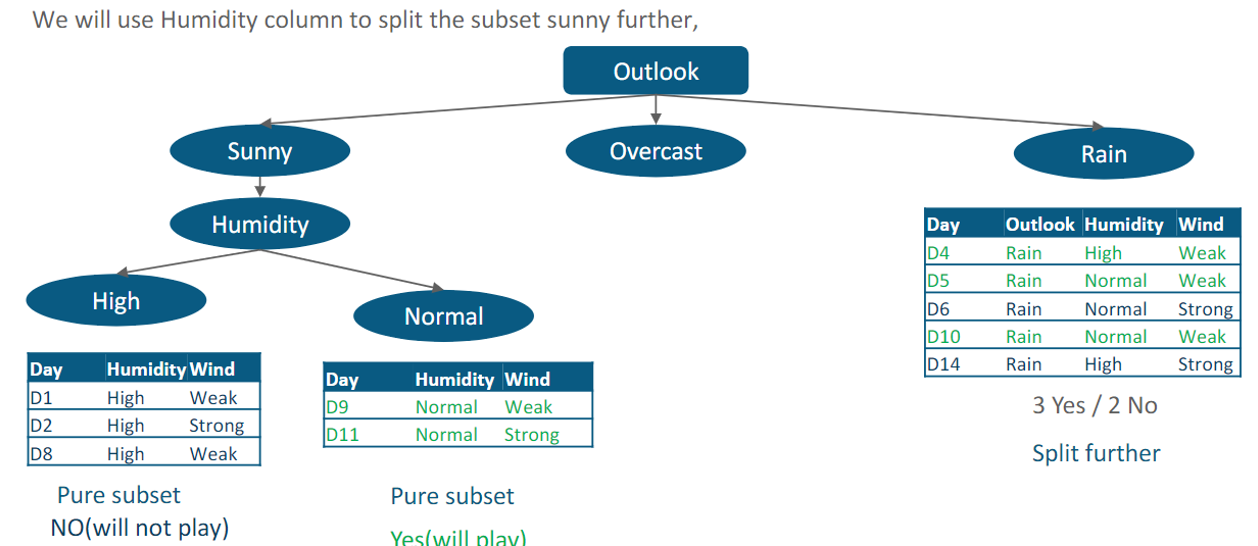 We will use Humidity column to split the subset sunny further,
Outlook
Sunny
Overcast
Rain
Humidity
High
Normal
Day Humidity Wind
D1 High Weak
D2 High Strong
D8 High Weak
Pure subset
NO(will not play)
Day Humidity Wind
D9 Normal Weak
D11 Normal Strong
Pure subset
Yes(will play)
Day Outlook Humidity Wind
D4 Rain High Weak
D5 Rain Normal Weak
D6 Rain Normal Strong
D10 Rain Normal Weak
D14 Rain High Strong
3 Yes / 2 No
Split further